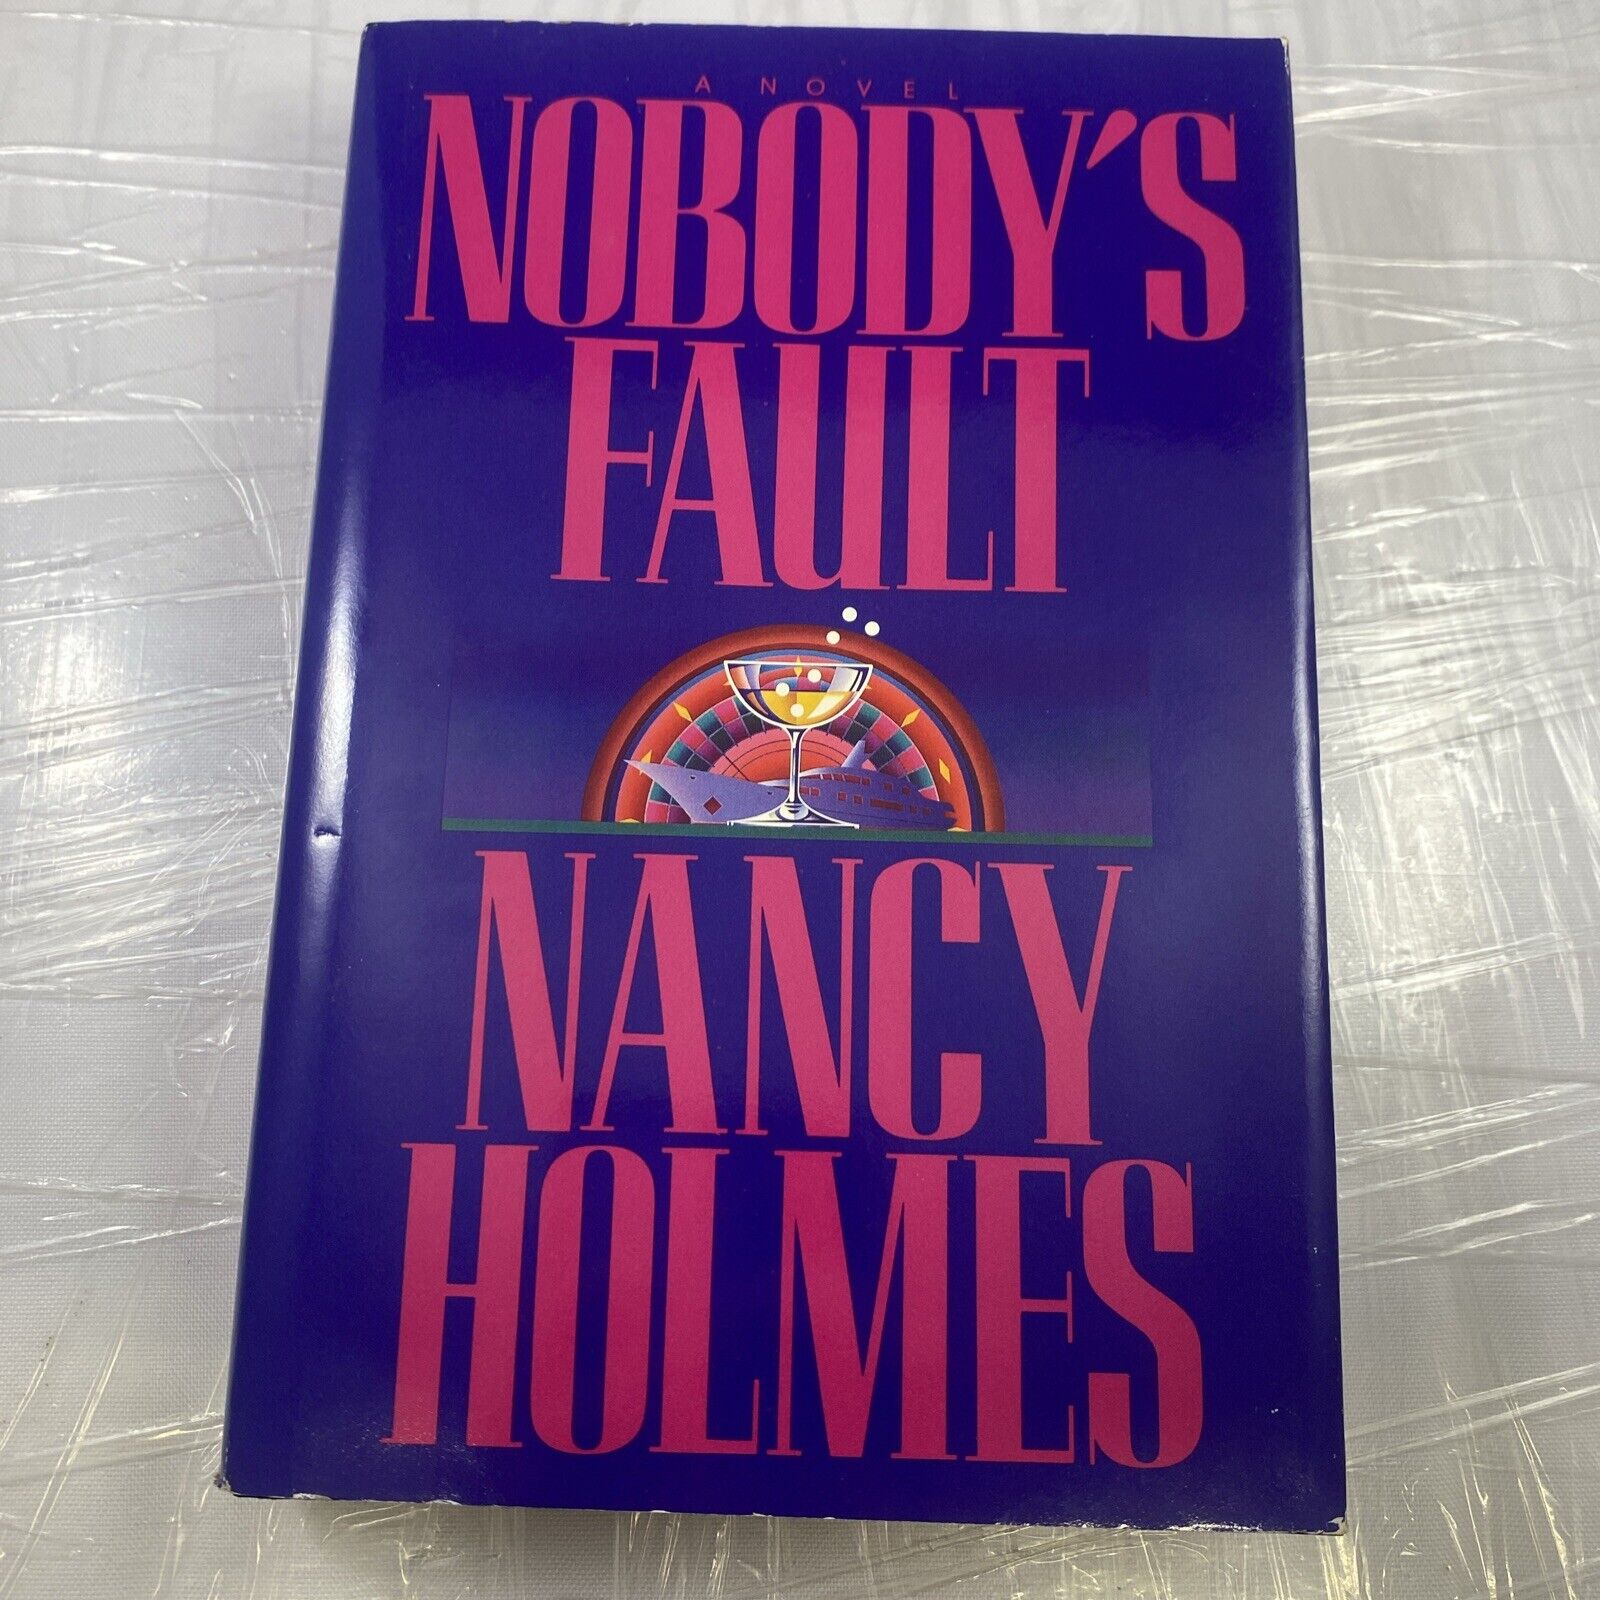 A NOVEL
NOBODY'S
FAULT
NANCY
HOLMES